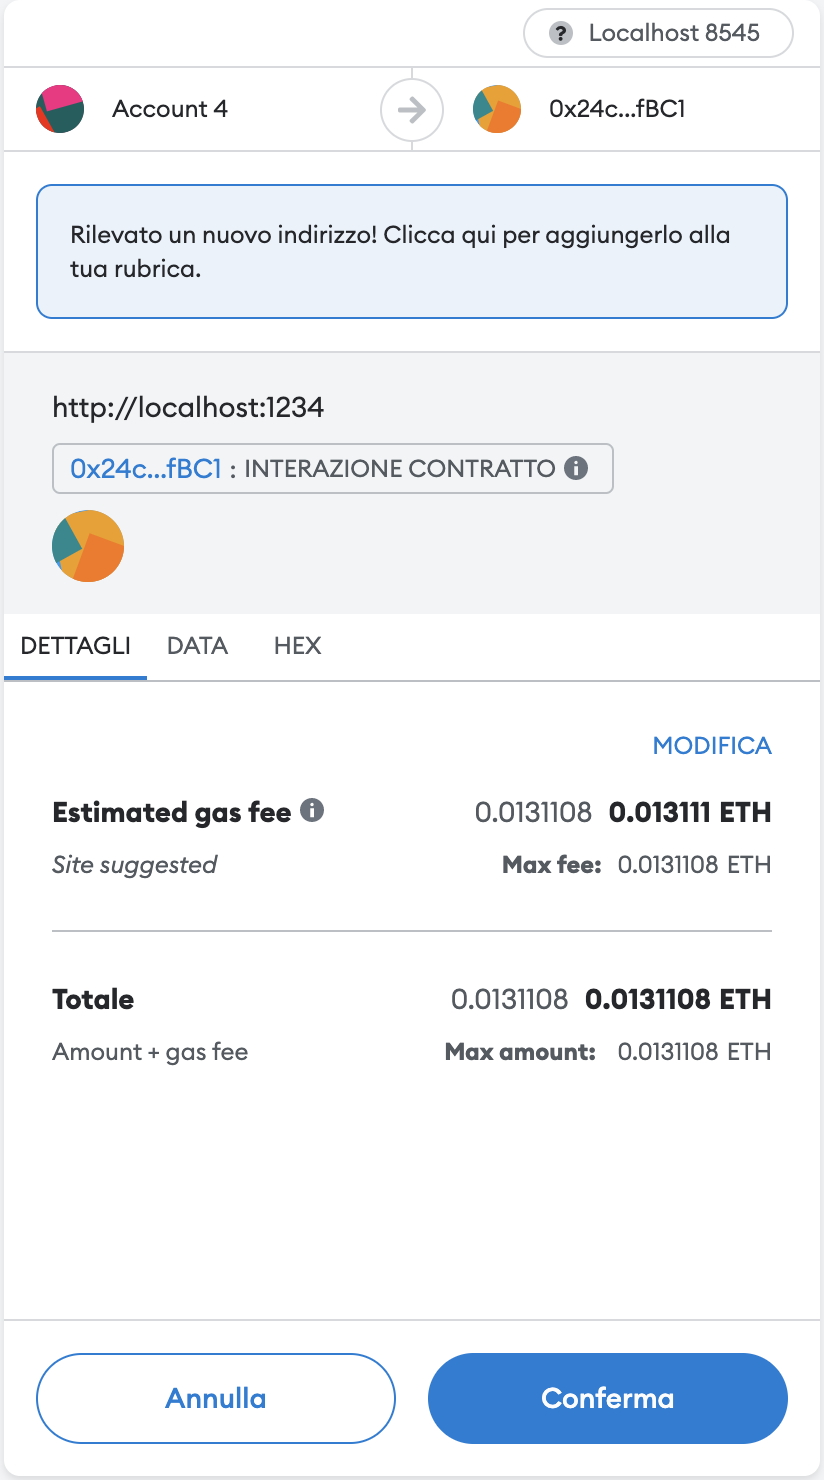 Localhost 8545
Account 4
0x24c...fBC1
Rilevato un nuovo indirizzo! Clicca qui per aggiungerlo alla
tua rubrica.
http://localhost:1234
0x24c...fBC1 : INTERAZIONE CONTRATTO
DETTAGLI DATA HEX
MODIFICA
Estimated gas fee 0.0131108 0.013111 ETH
Site suggested Max fee: 0.0131108 ETH
Totale 0.0131108 0.0131108 ETH
Amount + gas fee Max amount: 0.0131108 ETH
Annulla Conferma